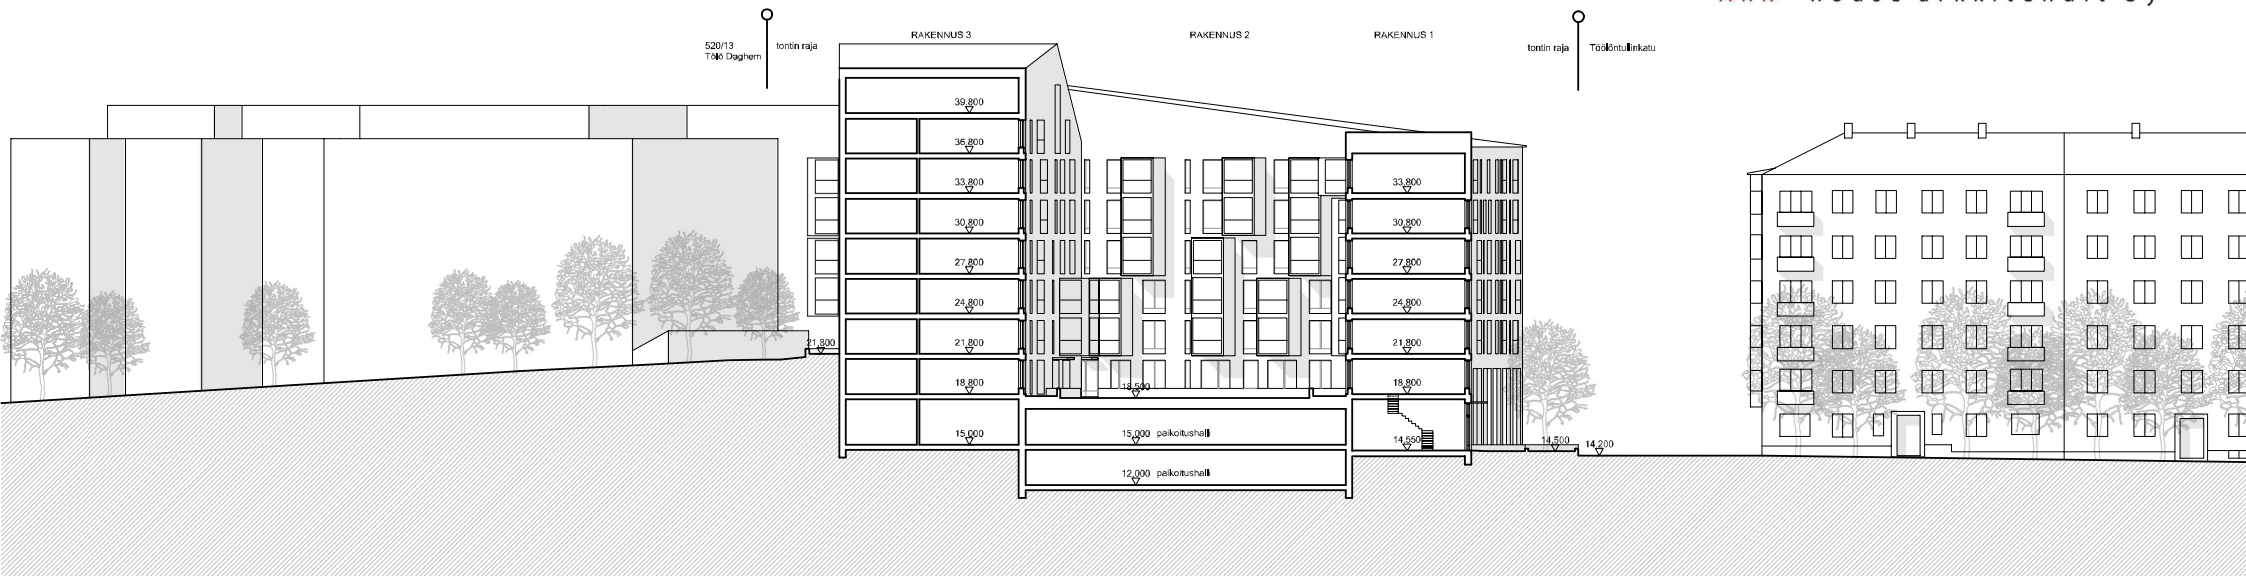 520/13
Tölö Daghem
tontin raja
RAKENNUS 3
RAKENNUS 2
RAKENNUS 1
tontin raja
Töölöntullinkatu
39,800
36,800
33,800
33,800
30,800
30,800
27,800
27,800
24,800
24,800
21,800
21,800
21,800
18,800
18,500
18,800
15,000
15,000 paikoitushalli
14,550
14,500
14,200
12,000 paikoitushalli